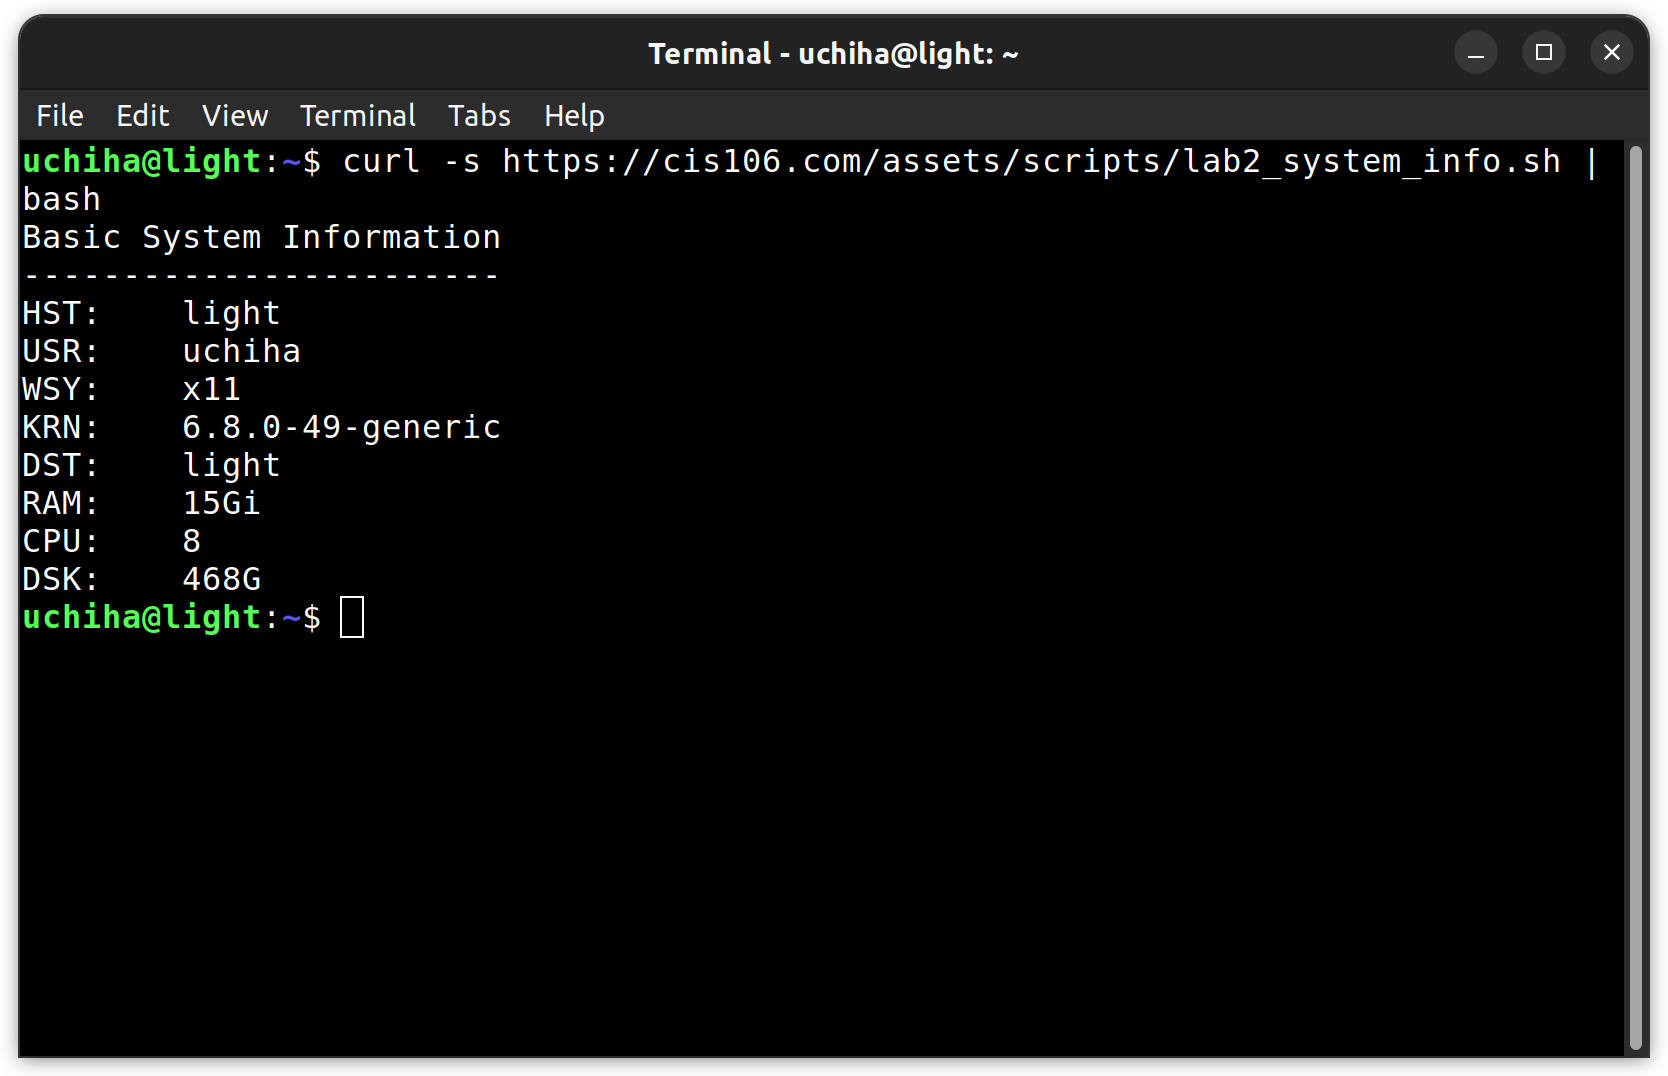 Terminal - uchiha@light: ~
File Edit View Terminal Tabs Help
uchiha@light:~$ curl -s https://cis106.com/assets/scripts/lab2_system_info.sh |
bash
Basic System Information
------------------------
HST:    light
USR:    uchiha
WSY:    x11
KRN:    6.8.0-49-generic
DST:    light
RAM:    15Gi
CPU:    8
DSK:    468G
uchiha@light:~$